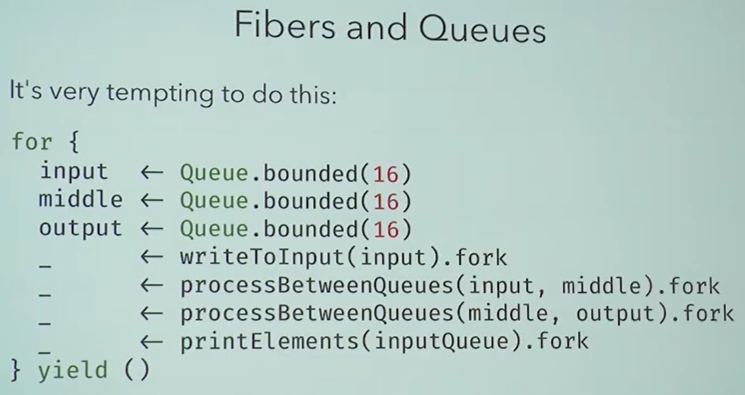 Fibers and Queues
It's very tempting to do this:
for {
  input  ← Queue.bounded(16)
  middle ← Queue.bounded(16)
  output ← Queue.bounded(16)
  _      ← writeToInput(input).fork
  _      ← processBetweenQueues(input, middle).fork
  _      ← processBetweenQueues(middle, output).fork
  _      ← printElements(inputQueue).fork
} yield ()